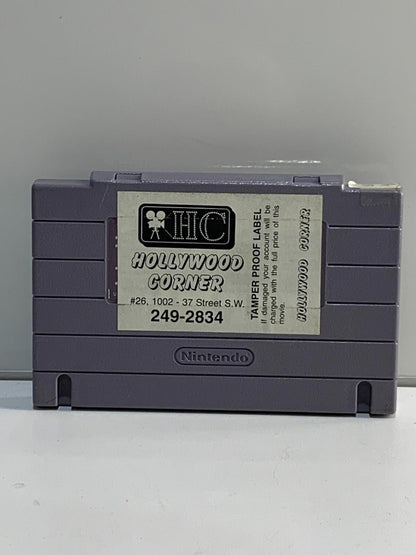 HC
HOLLYWOOD
CORNER
#26, 1002 - 37 Street S.W.
249-2834
TAMPER PROOF LABEL
If damaged your account will be
charged with the full price of this
movie.
HOLLYWOOD CORNER
Nintendo